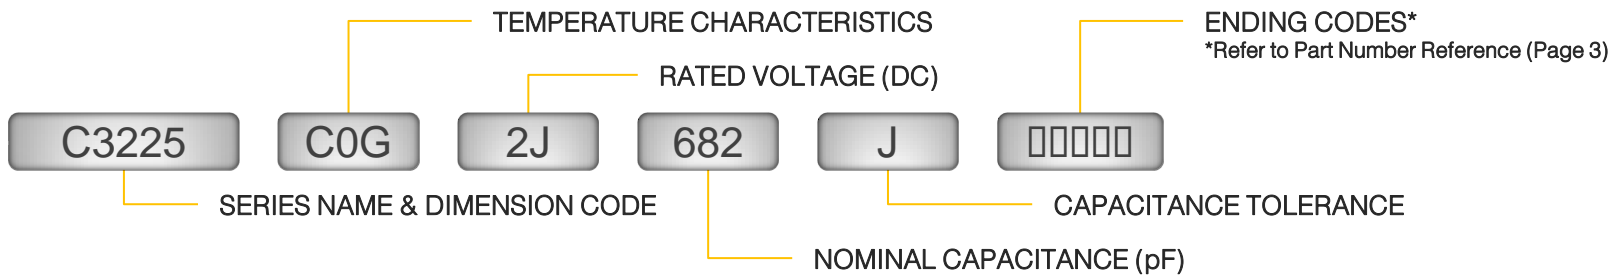 TEMPERATURE CHARACTERISTICS
ENDING CODES*
*Refer to Part Number Reference (Page 3)
RATED VOLTAGE (DC)
C3225 C0G 2J 682 J ▯▯▯▯▯
SERIES NAME & DIMENSION CODE
CAPACITANCE TOLERANCE
NOMINAL CAPACITANCE (pF)